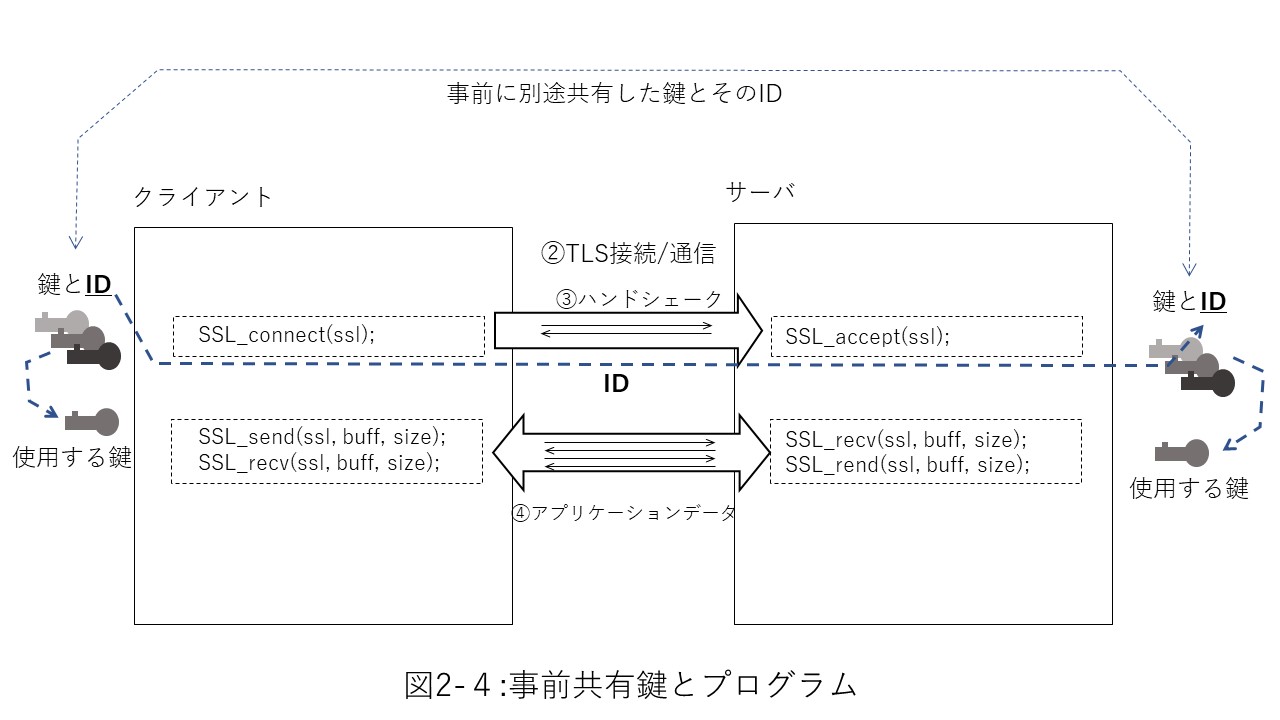 事前に別途共有した鍵とそのID
クライアント
サーバ
②TLS接続/通信
鍵とID
③ハンドシェーク
鍵とID
SSL_connect(ssl);
SSL_accept(ssl);
ID
SSL_send(ssl, buff, size);
SSL_recv(ssl, buff, size);
SSL_recv(ssl, buff, size);
SSL_rend(ssl, buff, size);
使用する鍵
使用する鍵
④アプリケーションデータ
図2-４:事前共有鍵とプログラム